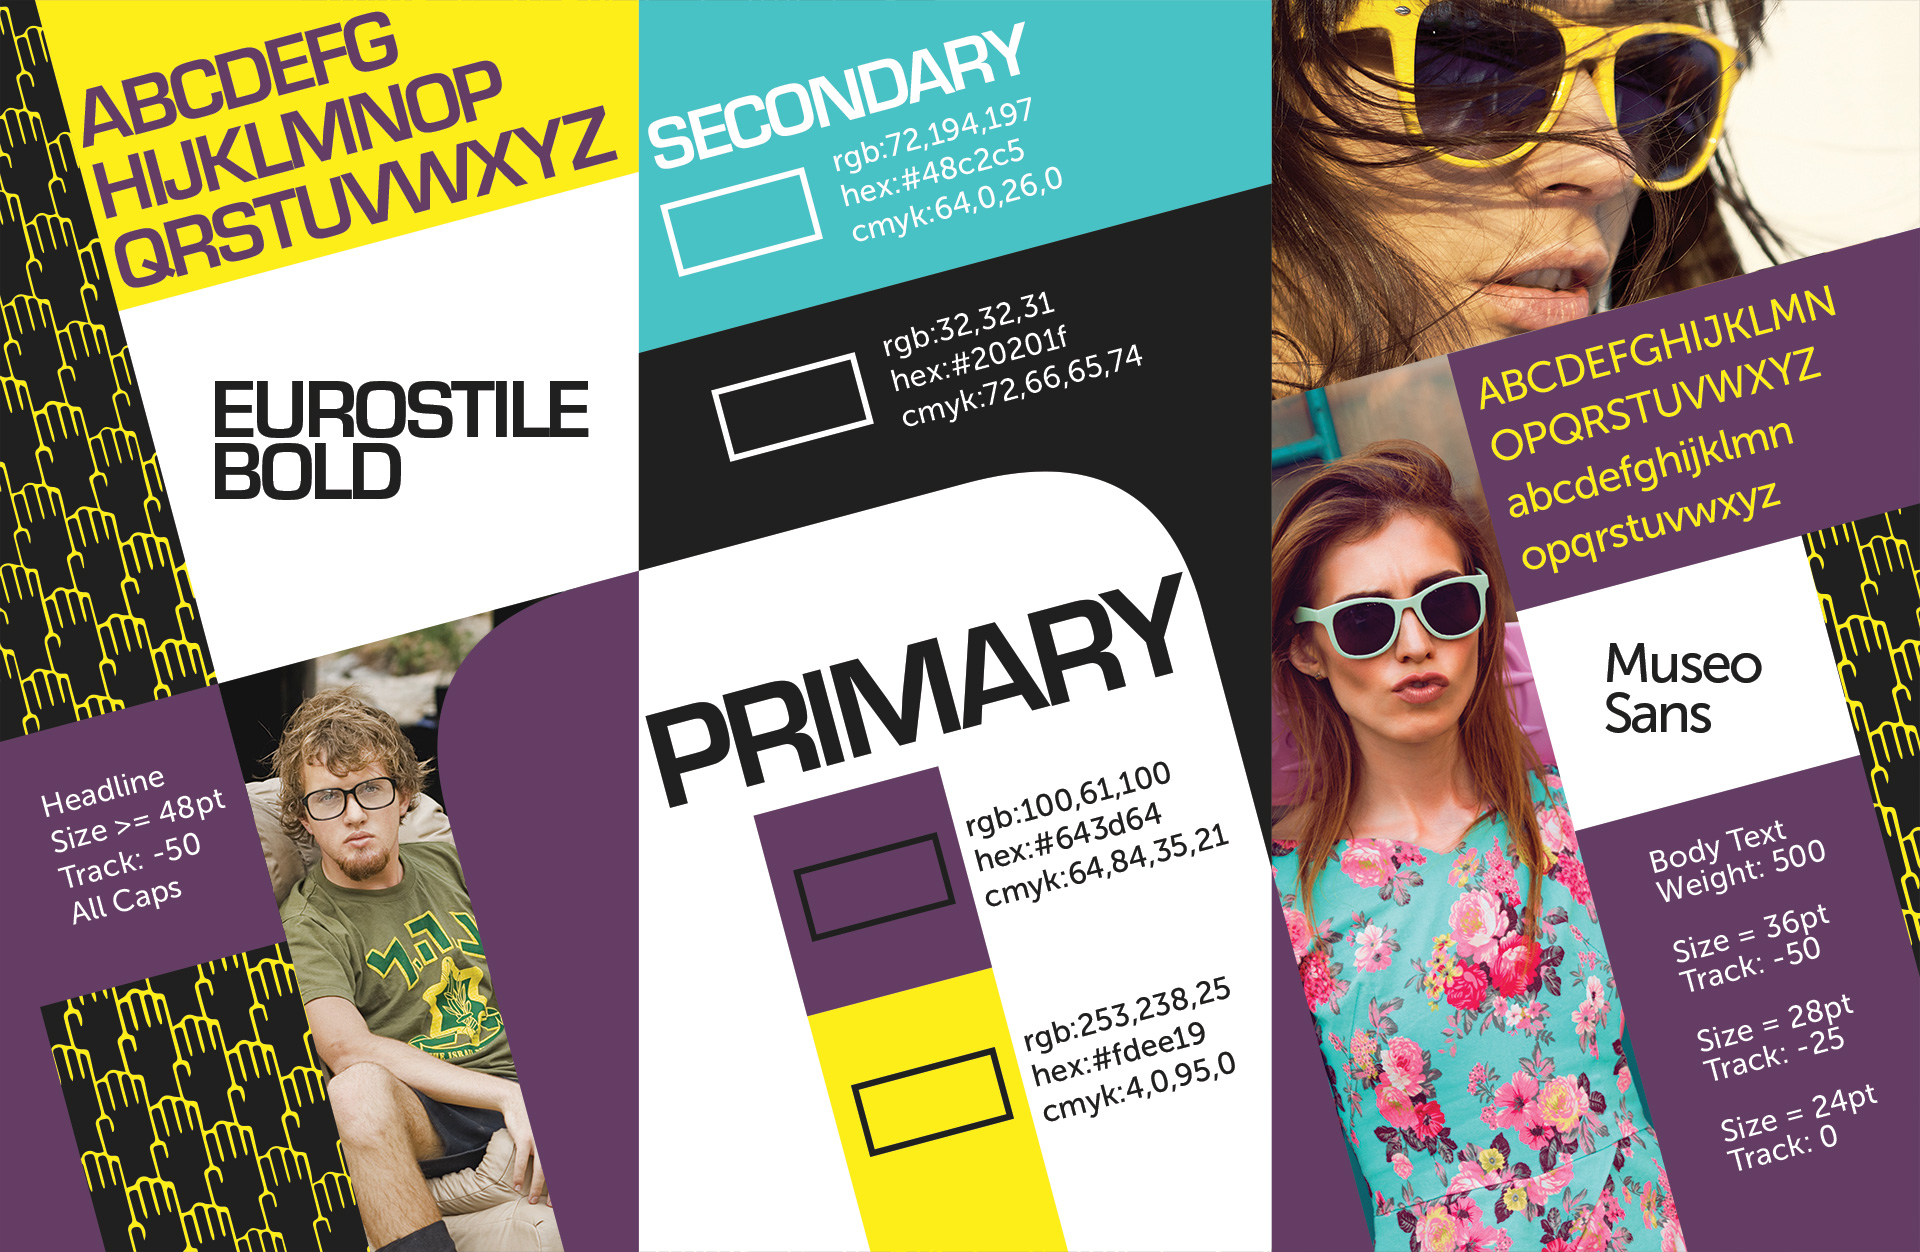 ABCDEFG
HIJKLMNOP
QRSTUVWXYZ
EUROSTILE
BOLD
Headline
Size >= 48pt
Track: -50
All Caps
צה"ל
SECONDARY
rgb:72,194,197
hex:#48c2c5
cmyk:64,0,26,0
rgb:32,32,31
hex:#20201f
cmyk:72,66,65,74
PRIMARY
rgb:100,61,100
hex:#643d64
cmyk:64,84,35,21
rgb:253,238,25
hex:#fdee19
cmyk:4,0,95,0
ABCDEFGHIJKLMN
OPQRSTUVWXYZ
abcdefghijklmn
opqrstuvwxyz
Museo
Sans
Body Text
Weight: 500
Size = 36pt
Track: -50
Size = 28pt
Track: -25
Size = 24pt
Track: 0